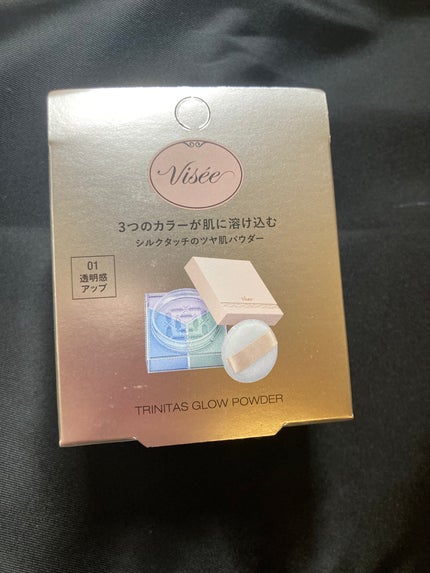 Visée
3つのカラーが肌に溶け込む
シルクタッチのツヤ肌パウダー
01
透明感
アップ
Visée
TRINITAS GLOW POWDER